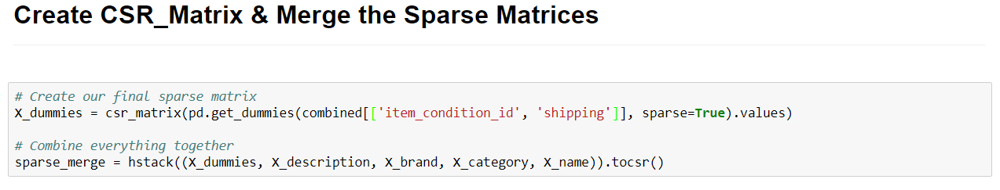 Create CSR_Matrix & Merge the Sparse Matrices
# Create our final sparse matrix
X_dummies = csr_matrix(pd.get_dummies(combined[['item_condition_id', 'shipping']], sparse=True).values)
# Combine everything together
sparse_merge = hstack((X_dummies, X_description, X_brand, X_category, X_name)).tocsr()